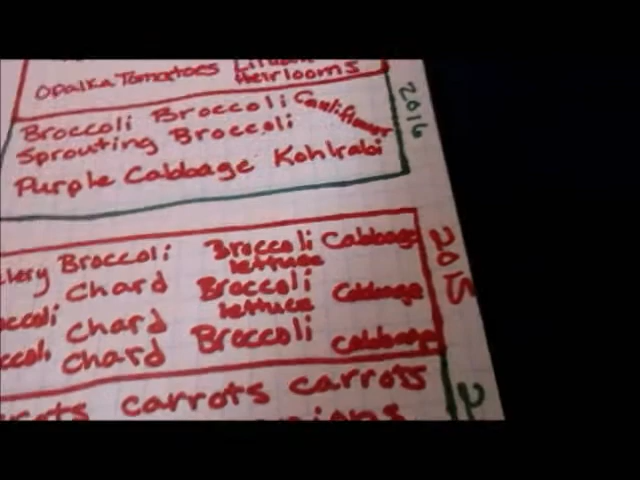 Opalka Tomatoes
Heirlooms
Broccoli Broccoli Cauliflower
Sprouting Broccoli
Purple Cabbage Kohlrabi
2016
Broccoli Broccoli Cabbage
lettuce
Chard Broccoli Cabbage
lettuce
Chard Broccoli Cabbage
Chard
2015
carrots carrots